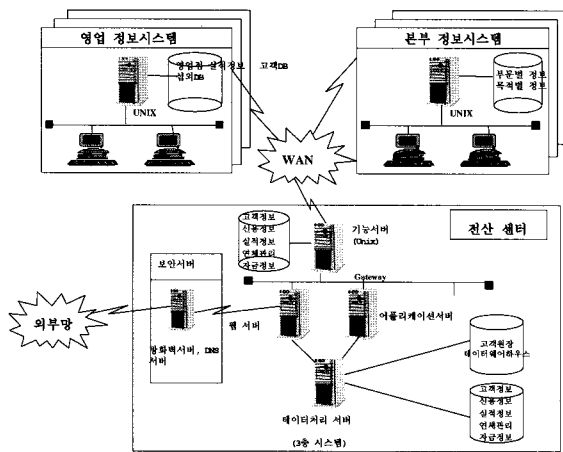 영업 정보시스템
영업점 실적정보 고객DB
섭외DB
UNIX
본부 정보시스템
부문별 정보
목적별 정보
UNIX
WAN
고객정보
신용정보
실적정보
연체관리
자금정보
기능서버
(Unix)
전산 센터
Gateway
보안서버
외부망
방화벽서버, DNS
서버
웹 서버
어플리케이션서버
고객원장
데이터웨어하우스
데이터처리 서버
(3층 시스템)
고객정보
신용정보
실적정보
연체관리
자금정보